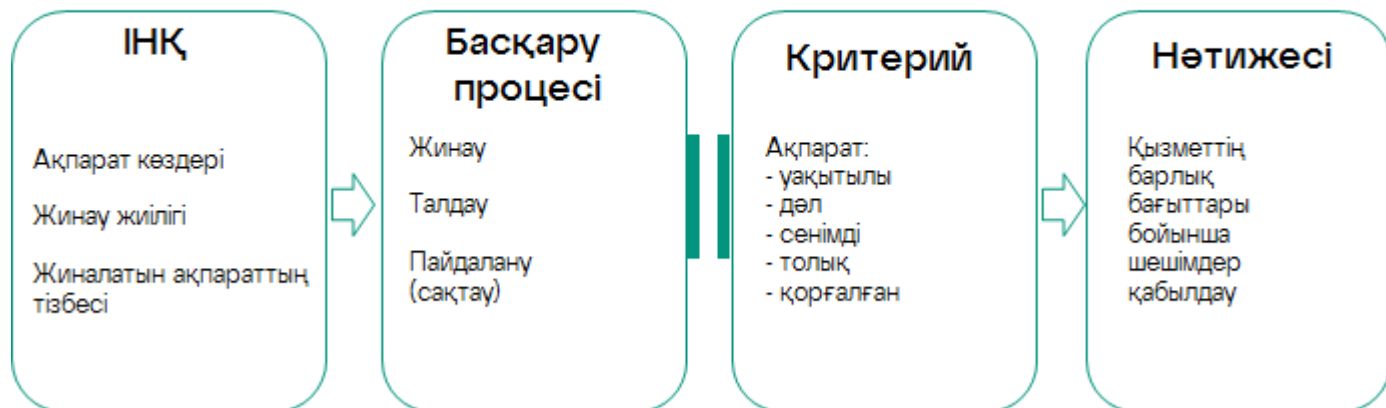 ІНҚ
Ақпарат көздері
Жинау жиілігі
Жиналатын ақпараттың
тізбесі
Басқару
процесі
Жинау
Талдау
Пайдалану
(сақтау)
Критерий
Ақпарат:
- уақытылы
- дәл
- сенімді
- толық
- қорғалған
Нәтижесі
Қызметтің
барлық
бағыттары
бойынша
шешімдер
қабылдау